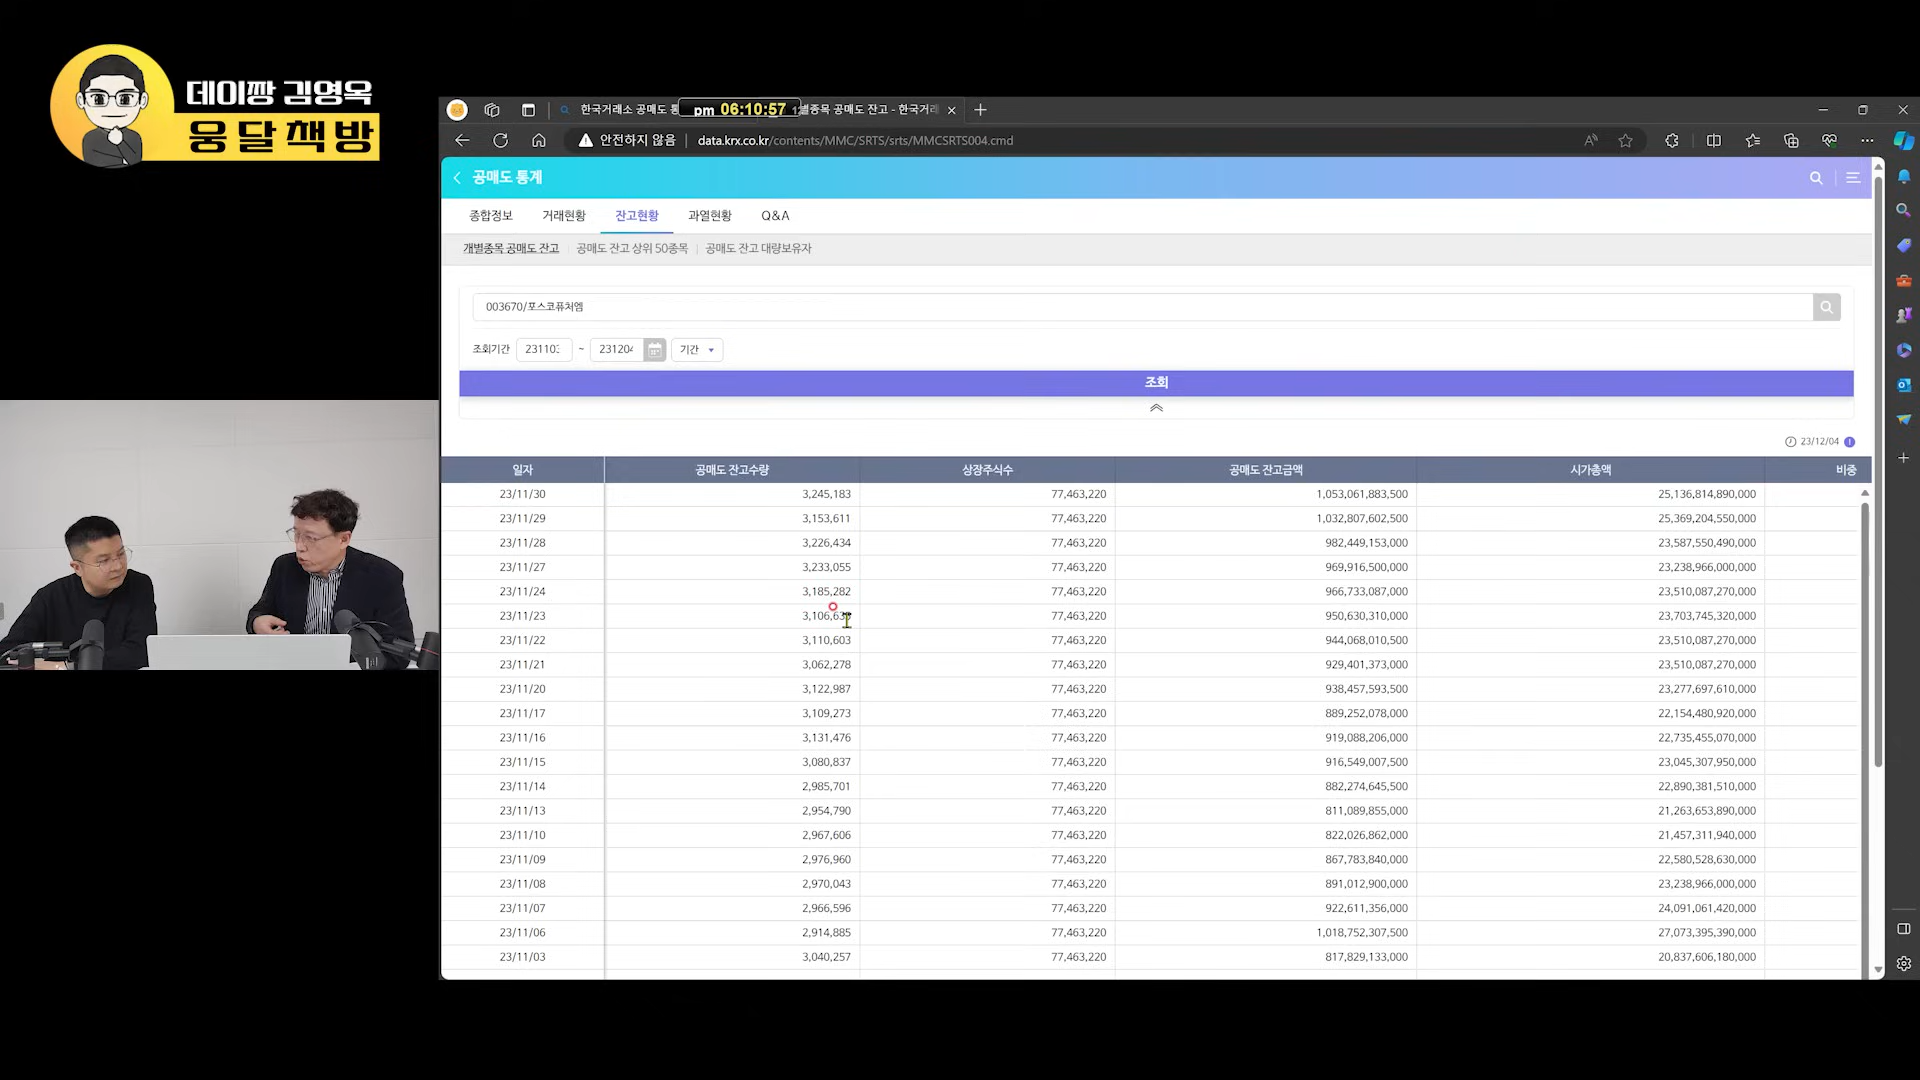 데이짱 김영옥
웅달책방
한국거래소 공매도 통
pm 06:10:57
별종목 공매도 잔고 - 한국거래
안전하지 않음
data.krx.co.kr/contents/MMC/SRTS/srts/MMCSRTS004.cmd
공매도 통계
종합정보 거래현황 잔고현황 과열현황 Q&A
개별종목 공매도 잔고 공매도 잔고 상위 50종목 공매도 잔고 대량보유자
003670/포스코퓨처엠
조회기간 ~ 기간
조회
23/12/04
일자 공매도 잔고수량 상장주식수 공매도 잔고금액 시가총액 비중
23/11/30 3,245,183 77,463,220 1,053,061,883,500 25,136,814,890,000
23/11/29 3,153,611 77,463,220 1,032,807,602,500 25,369,204,550,000
23/11/28 3,226,434 77,463,220 982,449,153,000 23,587,550,490,000
23/11/27 3,233,055 77,463,220 969,916,500,000 23,238,966,000,000
23/11/24 3,185,282 77,463,220 966,733,087,000 23,510,087,270,000
23/11/23 77,463,220 950,630,310,000 23,703,745,320,000
23/11/22 3,110,603 77,463,220 944,068,010,500 23,510,087,270,000
23/11/21 3,062,278 77,463,220 929,401,373,000 23,510,087,270,000
23/11/20 3,122,987 77,463,220 938,457,593,500 23,277,697,610,000
23/11/17 3,109,273 77,463,220 889,252,078,000 22,154,480,920,000
23/11/16 3,131,476 77,463,220 919,088,206,000 22,735,455,070,000
23/11/15 3,080,837 77,463,220 916,549,007,500 23,045,307,950,000
23/11/14 2,985,701 77,463,220 882,274,645,500 22,890,381,510,000
23/11/13 2,954,790 77,463,220 811,089,855,000 21,263,653,890,000
23/11/10 2,967,606 77,463,220 822,026,862,000 21,457,311,940,000
23/11/09 2,976,960 77,463,220 867,783,840,000 22,580,528,630,000
23/11/08 2,970,043 77,463,220 891,012,900,000 23,238,966,000,000
23/11/07 2,966,596 77,463,220 922,611,356,000 24,091,061,420,000
23/11/06 2,914,885 77,463,220 1,018,752,307,500 27,073,395,390,000
23/11/03 3,040,257 77,463,220 817,829,133,000 20,837,606,180,000